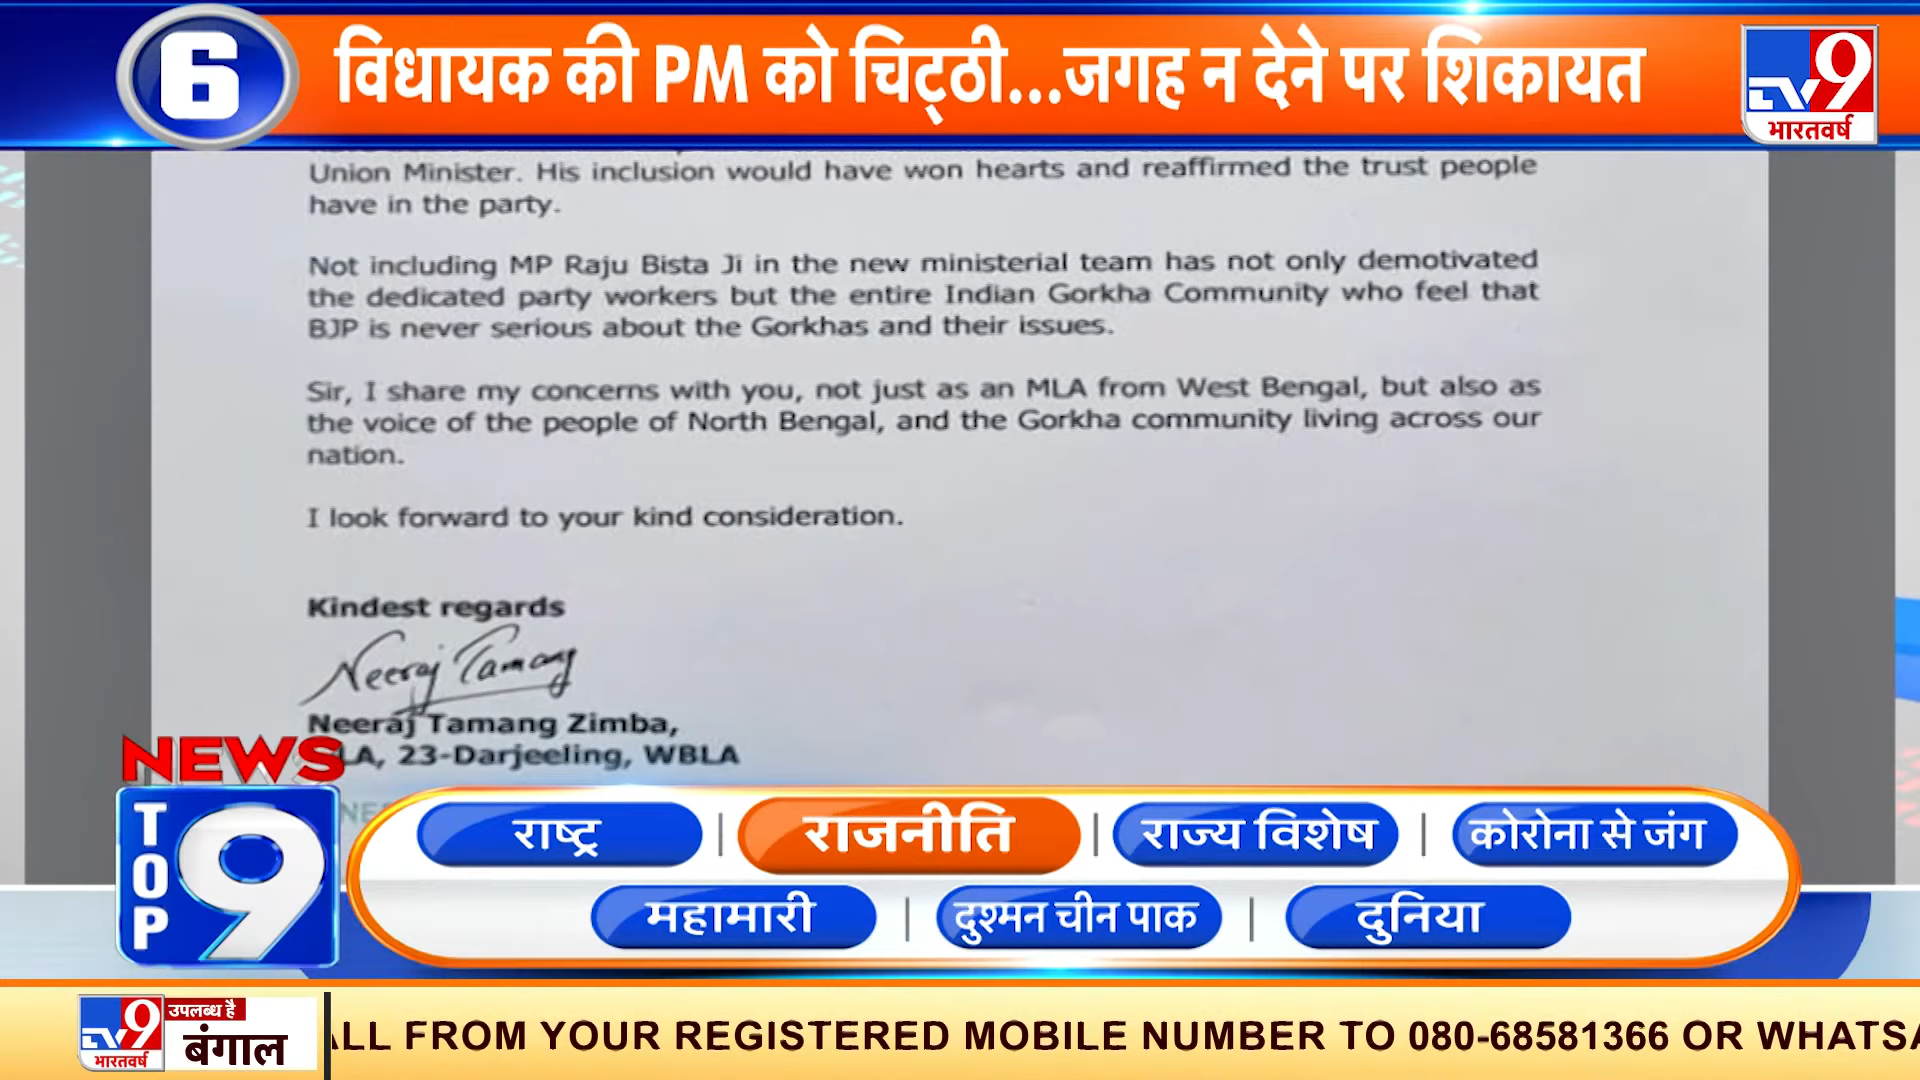 6
विधायक की PM को चिट्ठी...जगह न देने पर शिकायत
TV9
भारतवर्ष
Union Minister. His inclusion would have won hearts and reaffirmed the trust people
have in the party.
Not including MP Raju Bista Ji in the new ministerial team has not only demotivated
the dedicated party workers but the entire Indian Gorkha Community who feel that
BJP is never serious about the Gorkhas and their issues.
Sir, I share my concerns with you, not just as an MLA from West Bengal, but also as
the voice of the people of North Bengal, and the Gorkha community living across our
nation.
I look forward to your kind consideration.
Kindest regards
Neeraj Tamang
Neeraj Tamang Zimba,
LA, 23-Darjeeling, WBLA
NEWS
TOP
9
राष्ट्र | राजनीति | राज्य विशेष | कोरोना से जंग
महामारी | दुश्मन चीन पाक | दुनिया
TV9
भारतवर्ष
उपलब्ध है
बंगाल
ALL FROM YOUR REGISTERED MOBILE NUMBER TO 080-68581366 OR WHATSA